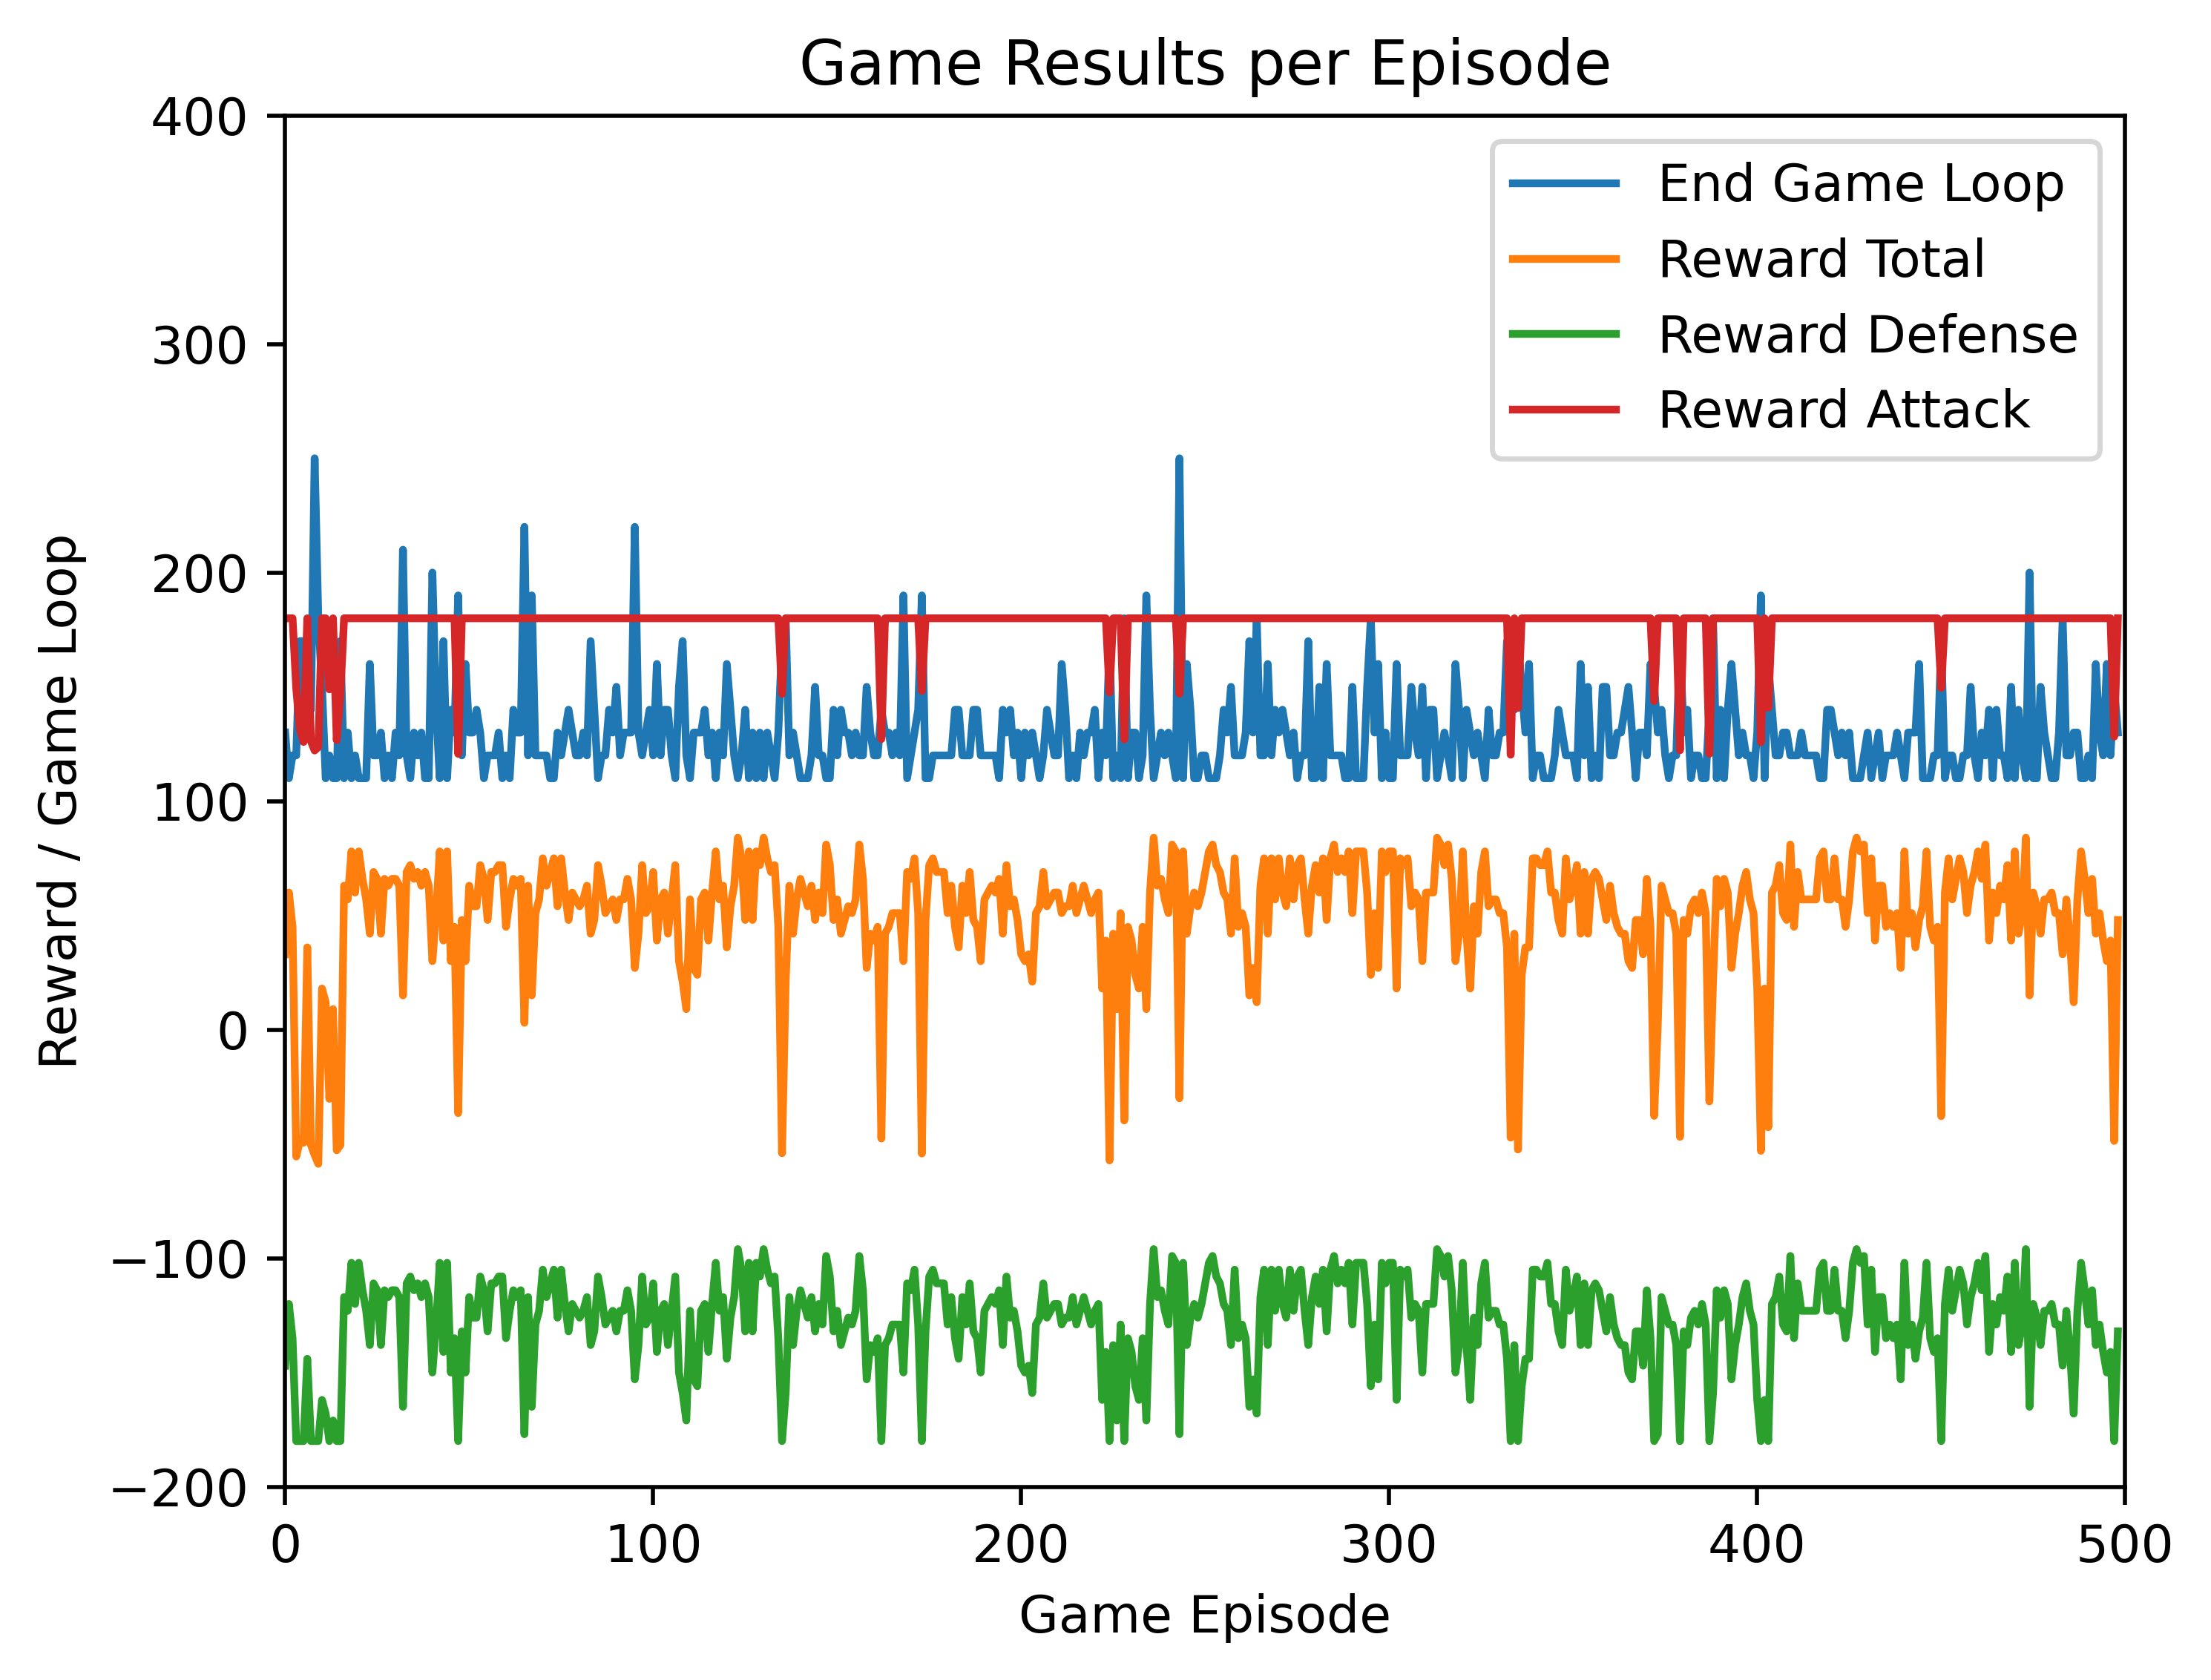 Game Results per Episode
400
300
200
100
0
−100
−200
Reward / Game Loop
End Game Loop
Reward Total
Reward Defense
Reward Attack
0 100 200 300 400 500
Game Episode